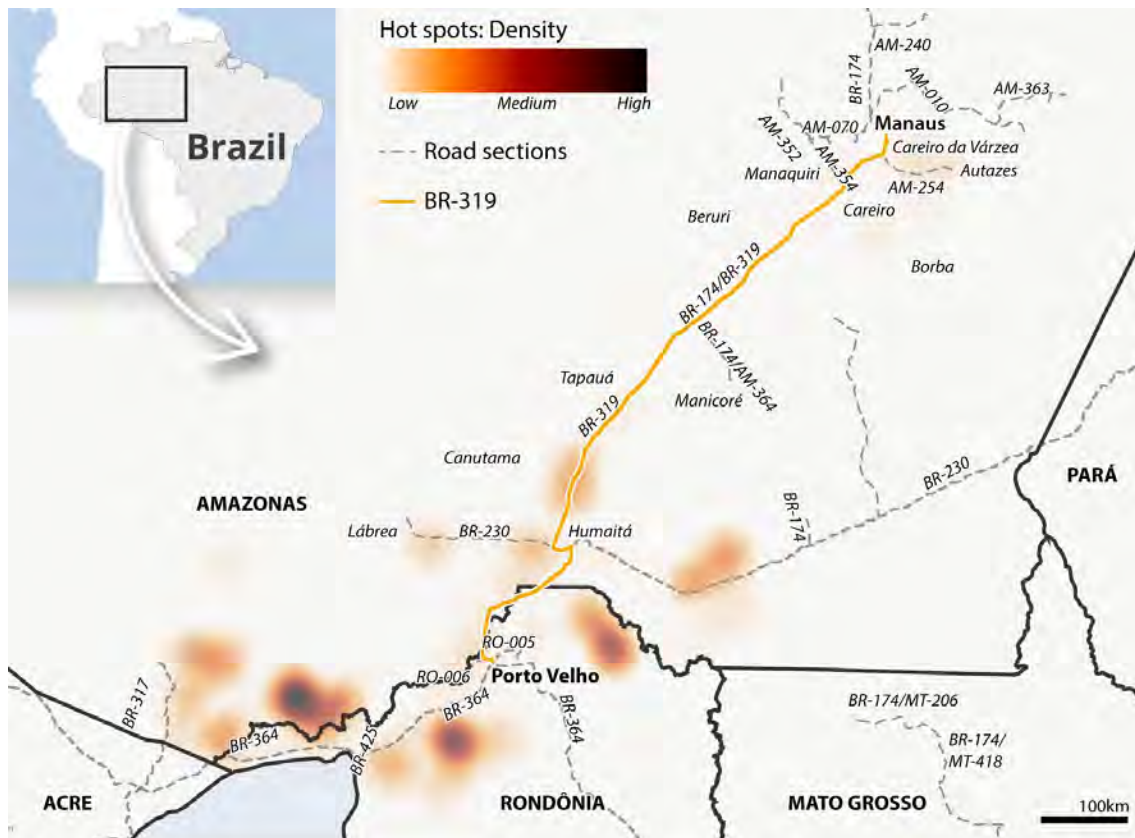 Hot spots: Density
Low
Medium
High
Road sections
BR-319
Brazil
AM-240
BR-174
AM-010
AM-363
AM-070
Manaus
AM-352
AM-354
Careiro da Várzea
Manaquiri
Autazes
AM-254
Careiro
Beruri
Borba
BR-174/BR-319
BR-174/AM-364
Tapauá
Manicoré
BR-319
Canutama
AMAZONAS
PARÁ
BR-230
Lábrea
BR-230
Humaitá
BR-174
RO-005
RO-006
Porto Velho
BR-317
BR-364
BR-364
BR-364
BR-425
BR-174/MT-206
BR-174/
MT-418
ACRE
RONDÔNIA
MATO GROSSO
100km